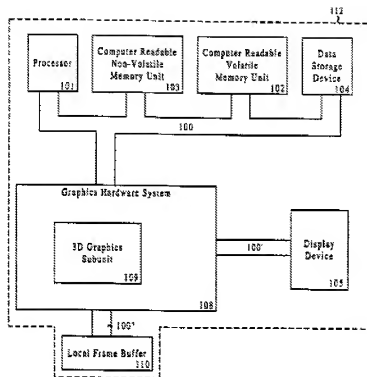 112
Processor
101
Computer Readable
Non-Volatile
Memory Unit
103
Computer Readable
Volatile
Memory Unit
102
Data
Storage
Device
104
100
Graphics Hardware System
3D Graphics
Subunit
109
108
100'
Display
Device
105
100"
Local Frame Buffer
110